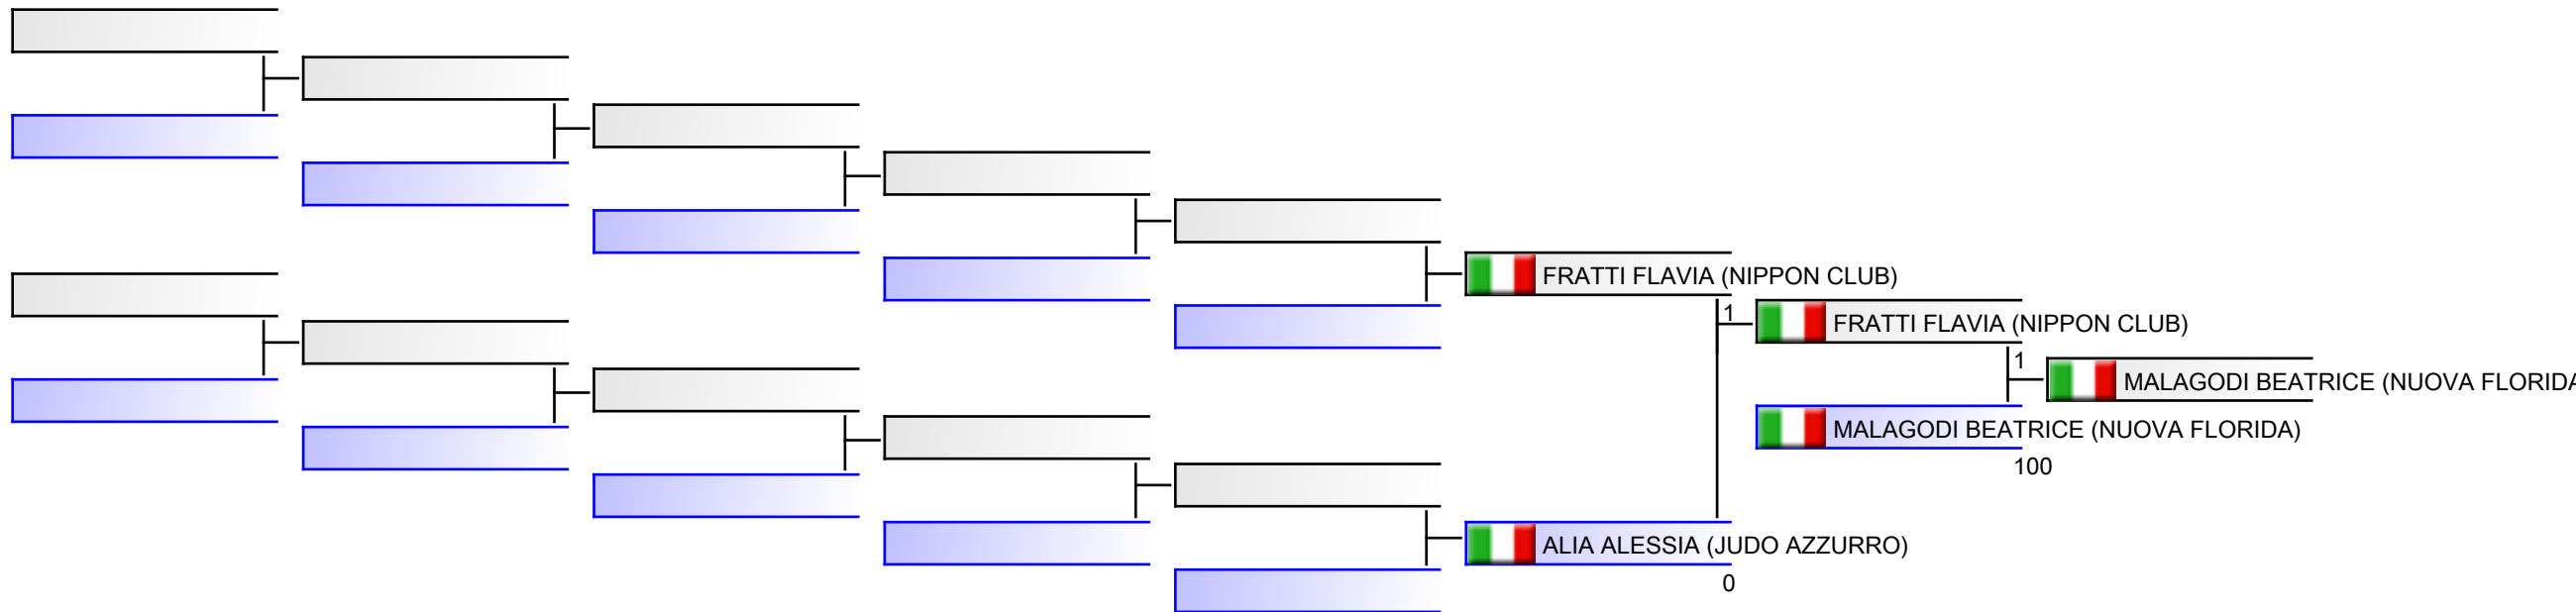 FRATTI FLAVIA (NIPPON CLUB)
1
FRATTI FLAVIA (NIPPON CLUB)
1
MALAGODI BEATRICE (NUOVA FLORIDA
MALAGODI BEATRICE (NUOVA FLORIDA)
100
ALIA ALESSIA (JUDO AZZURRO)
0